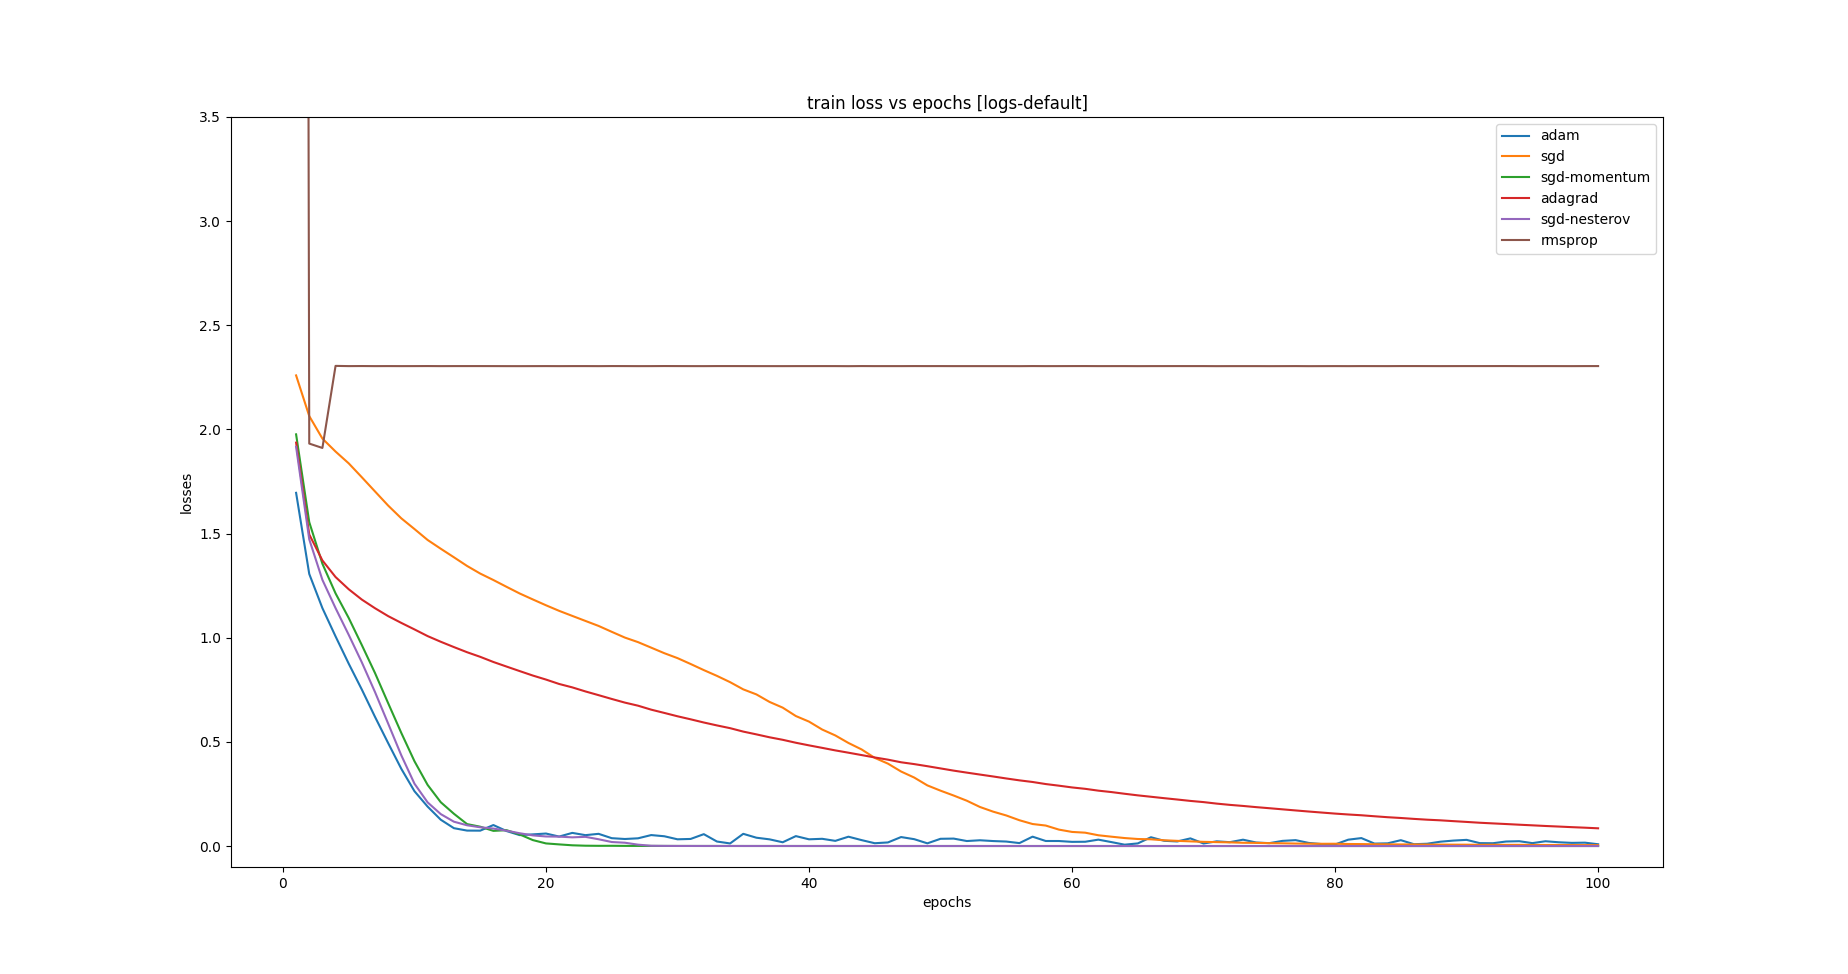 train loss vs epochs [logs-default]
3.5
3.0
2.5
2.0
1.5
1.0
0.5
0.0
losses
adam
sgd
sgd-momentum
adagrad
sgd-nesterov
rmsprop
0 20 40 60 80 100
epochs